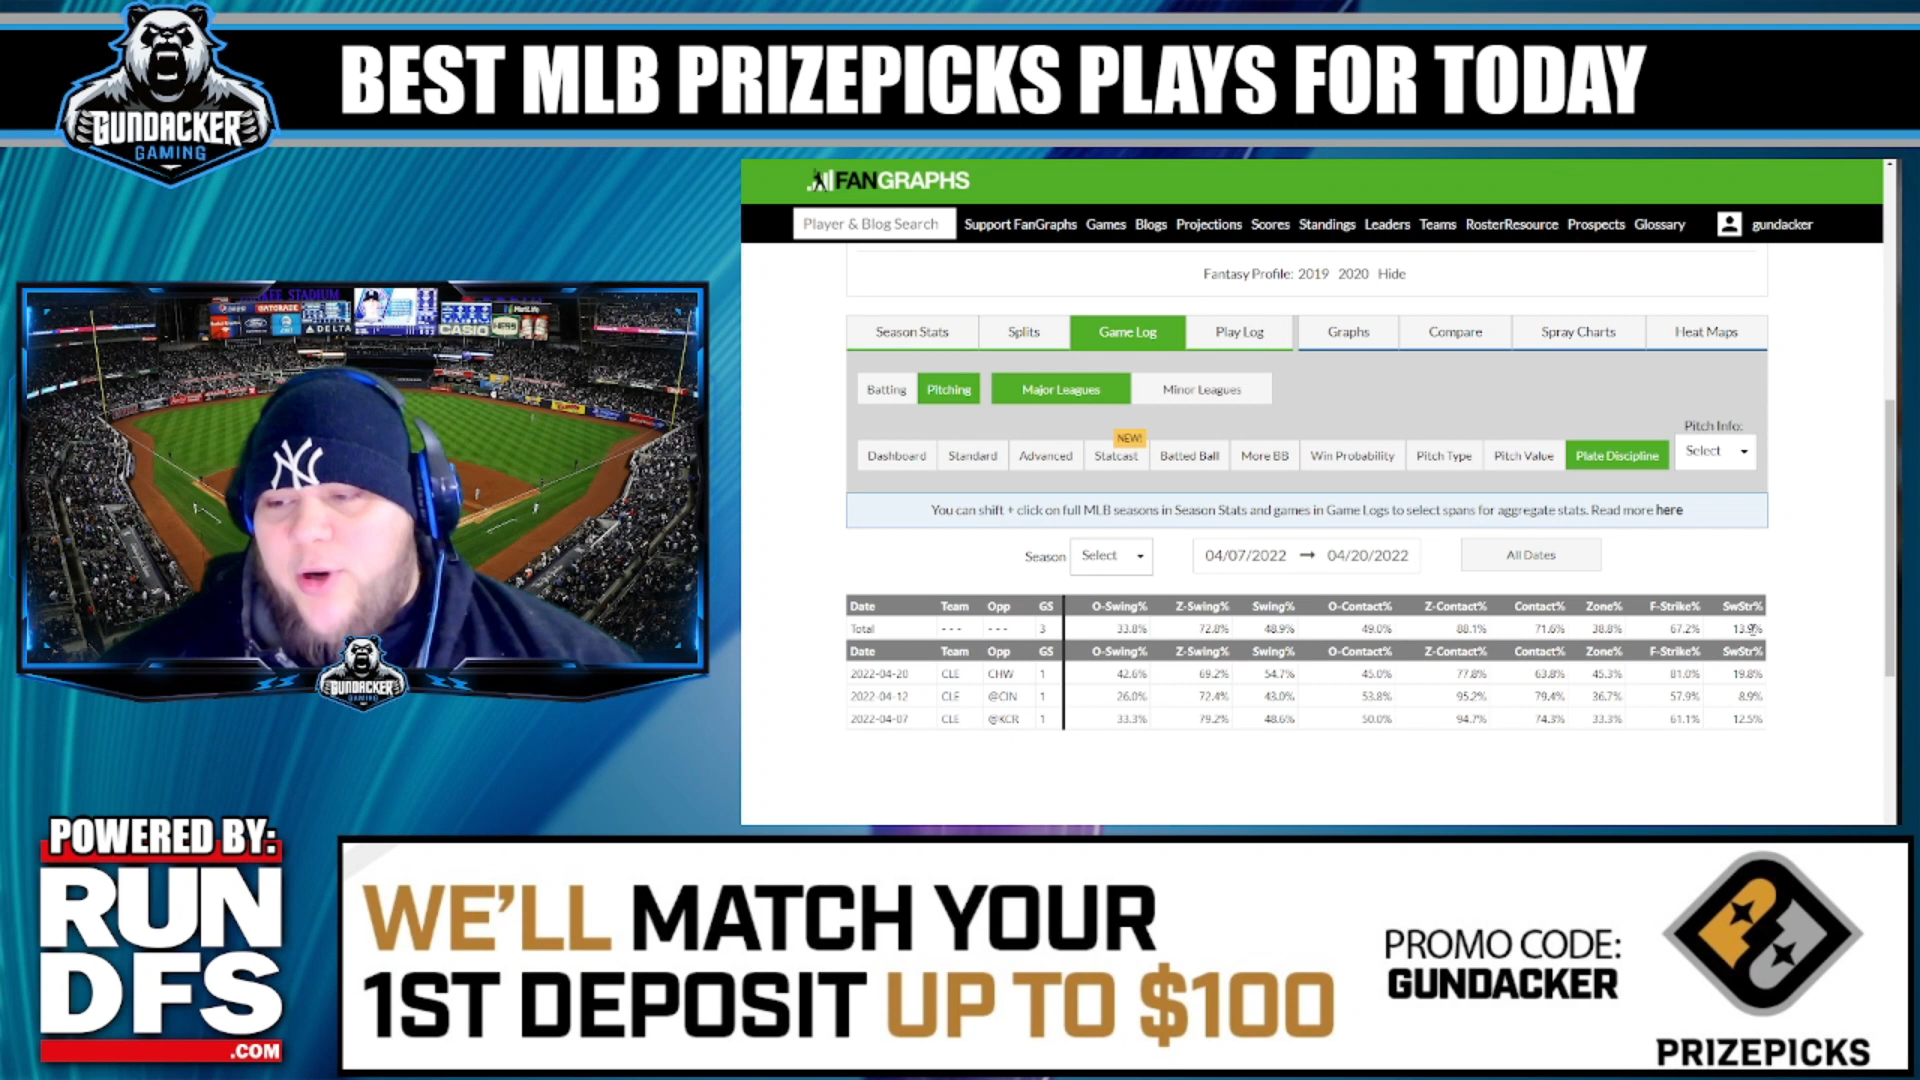 BEST MLB PRIZEPICKS PLAYS FOR TODAY
GUNDACKER
GAMING
FANGRAPHS
Player & Blog Search Support FanGraphs Games Blogs Projections Scores Standings Leaders Teams RosterResource Prospects Glossary gundacker
Fantasy Profile: 2019 2020 Hide
Season Stats Splits Game Log Play Log Graphs Compare Spray Charts Heat Maps
Batting Pitching Major Leagues Minor Leagues
Pitch Info:
NEW!
Dashboard Standard Advanced Statcast Batted Ball More BB Win Probability Pitch Type Pitch Value Plate Discipline Select
You can shift + click on full MLB seasons in Season Stats and games in Game Logs to select spans for aggregate stats. Read more here
Season Select 04/07/2022 → 04/20/2022 All Dates
Date Team Opp GS O-Swing% Z-Swing% Swing% O-Contact% Z-Contact% Contact% Zone% F-Strike% SwStr%
Total - - - - - - 3 33.8% 72.8% 48.9% 49.0% 88.1% 71.6% 38.8% 67.2% 13.9%
Date Team Opp GS O-Swing% Z-Swing% Swing% O-Contact% Z-Contact% Contact% Zone% F-Strike% SwStr%
2022-04-20 CLE CHW 1 42.6% 69.2% 54.7% 45.0% 77.8% 63.8% 45.3% 81.0% 19.8%
2022-04-12 CLE @CIN 1 26.0% 72.4% 43.0% 53.8% 95.2% 79.4% 36.7% 57.9% 8.9%
2022-04-07 CLE @KCR 1 33.3% 79.2% 48.6% 50.0% 94.7% 74.3% 33.3% 61.1% 12.5%
YANKEE STADIUM
DELTA
CASIO
HESS
NY
GUNDACKER
GAMING
POWERED BY:
RUN
DFS
.COM
WE'LL MATCH YOUR
1ST DEPOSIT UP TO $100
PROMO CODE:
GUNDACKER
PRIZEPICKS